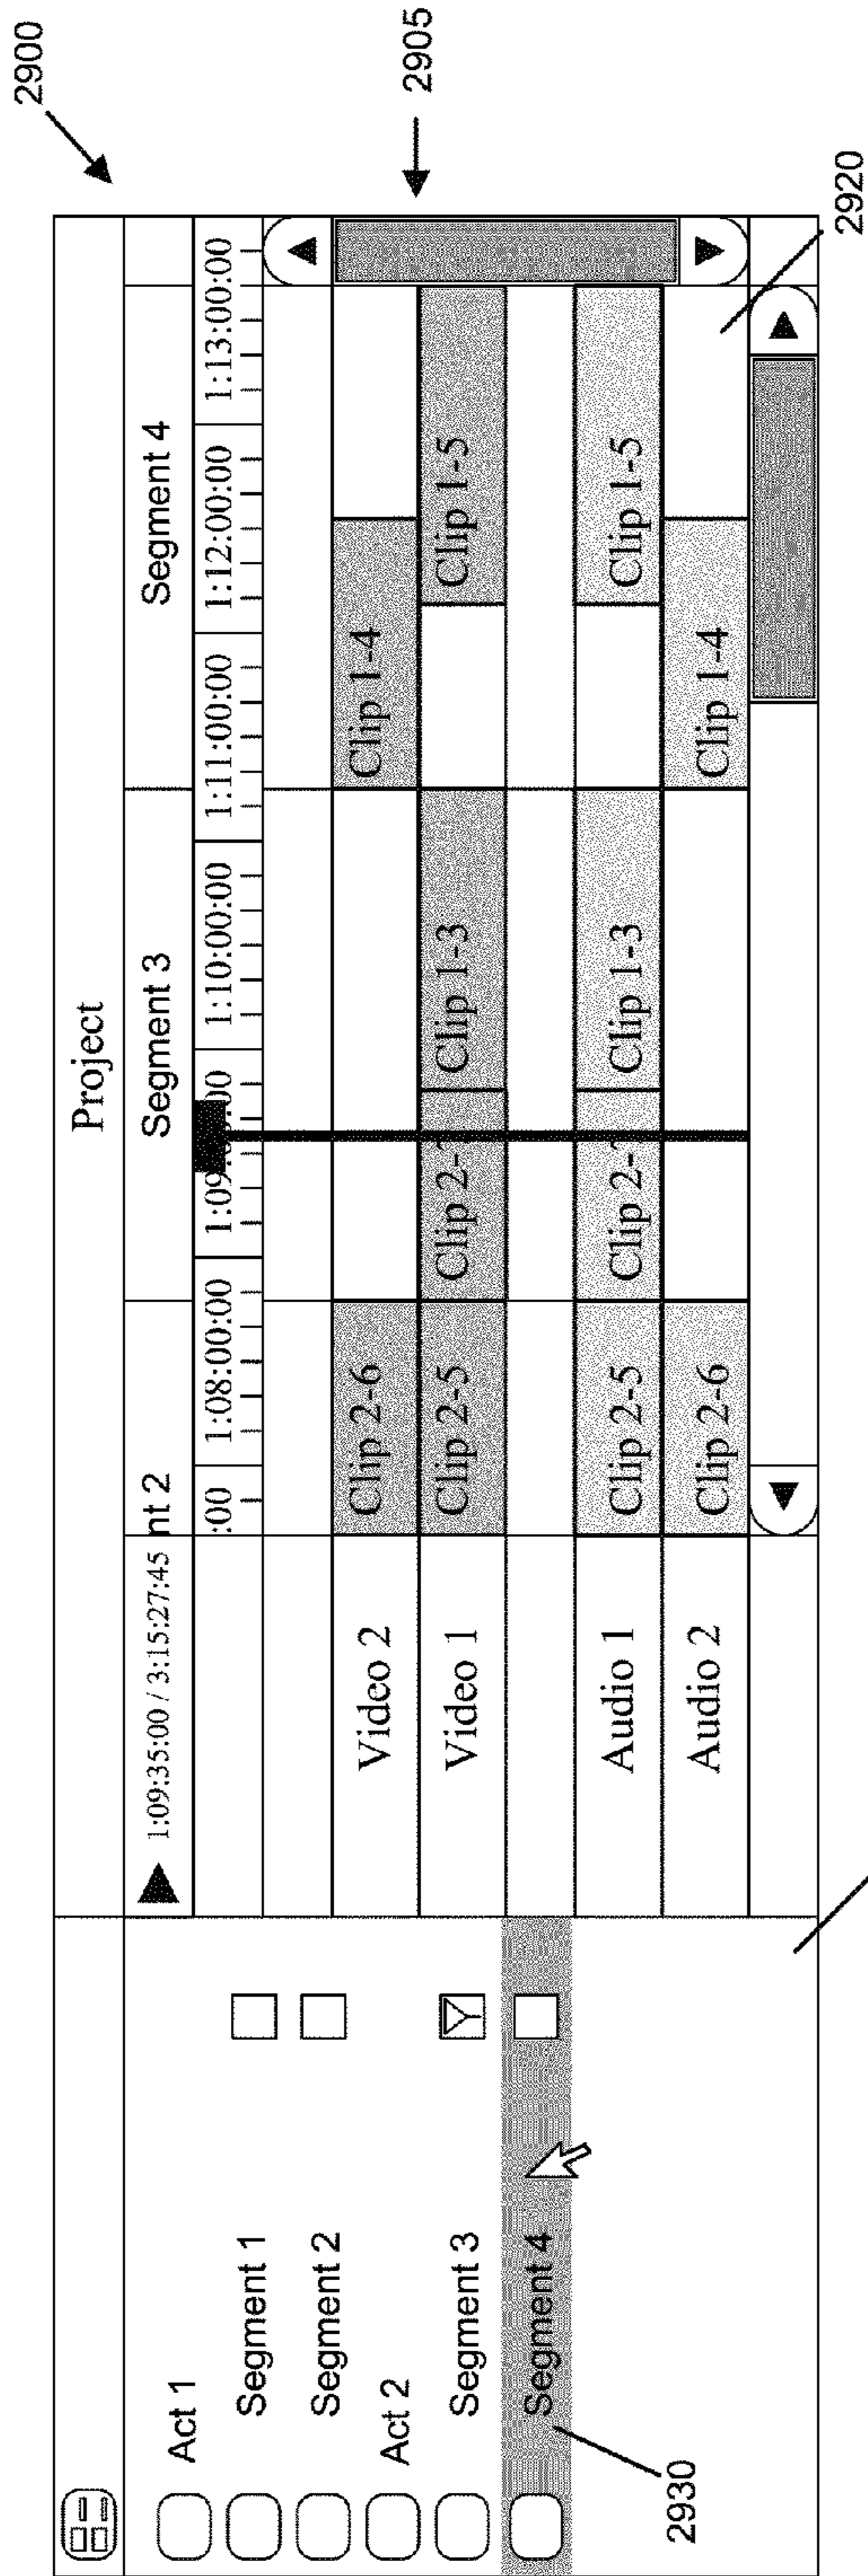 2900
Project
Act 1
Segment 1
Segment 2
Act 2
Segment 3
Segment 4
2930
1:09:35:00 / 3:15:27:45
nt 2
Segment 3
Segment 4
:00 1:08:00:00 1:10:00:00 1:11:00:00 1:12:00:00 1:13:00:00
2905
Video 2
Clip 2-6
Clip 1-4
Video 1
Clip 2-5
Clip 1-3
Clip 1-5
Audio 1
Clip 2-5
Clip 1-3
Clip 1-5
Audio 2
Clip 2-6
Clip 1-4
2920